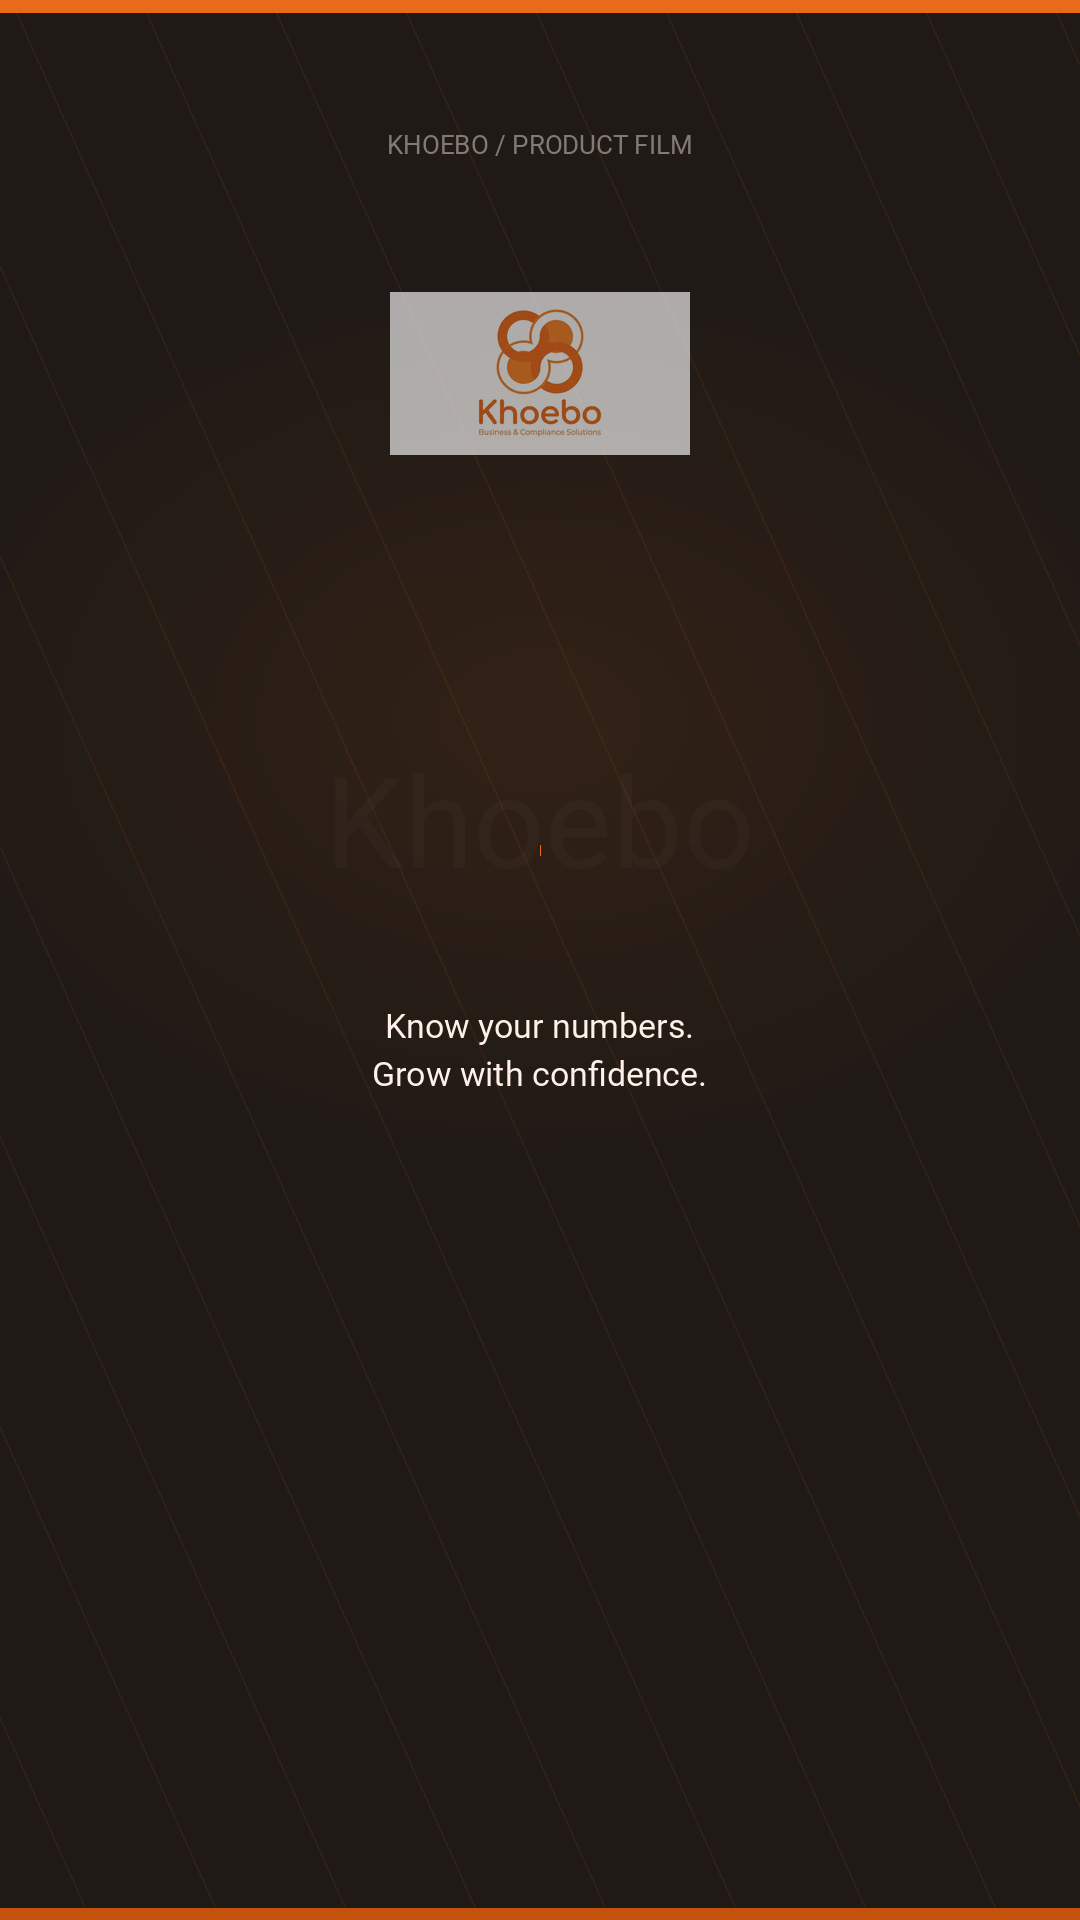 KHOEBO / PRODUCT FILM
Khoebo
Business & Compliance Solutions
Khoebo
Know your numbers.
Grow with confidence.